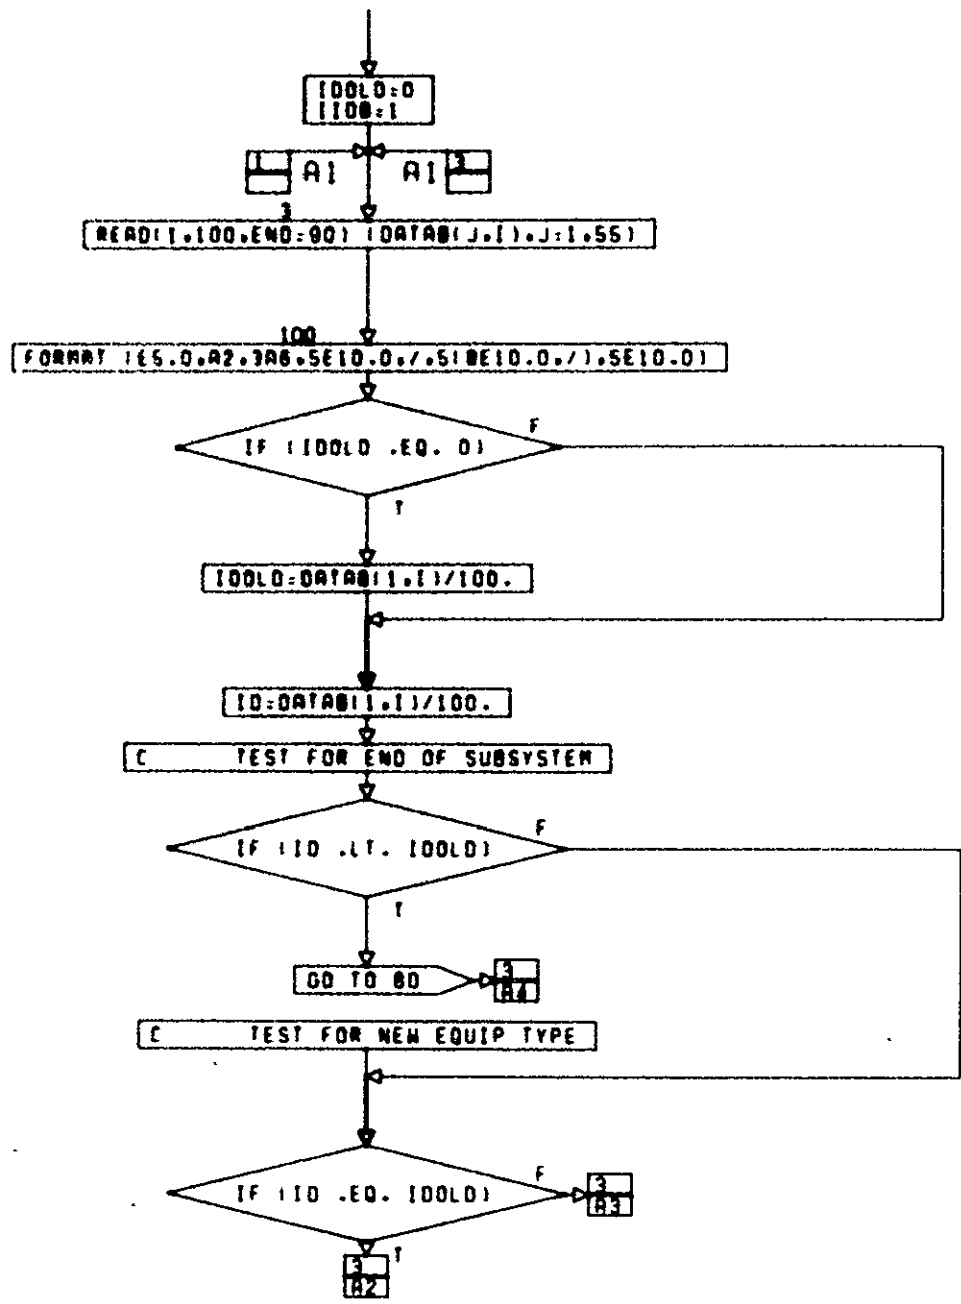 IDOLD=0
IIDB=1
1
A1
A1
3
3
READ(1,100,END=90) (DATAB(J,I),J=1,55)
100
FORMAT (E5.0,A2,3A6,5E10.0,/,5(8E10.0,/),5E10.0)
IF (IDOLD .EQ. 0)
F
T
IDOLD=DATAB(1,I)/100.
ID=DATAB(1,I)/100.
C TEST FOR END OF SUBSYSTEM
IF (ID .LT. IDOLD)
F
T
GO TO 80
3
A4
C TEST FOR NEW EQUIP TYPE
IF (ID .EQ. IDOLD)
F
3
A3
T
3
A2